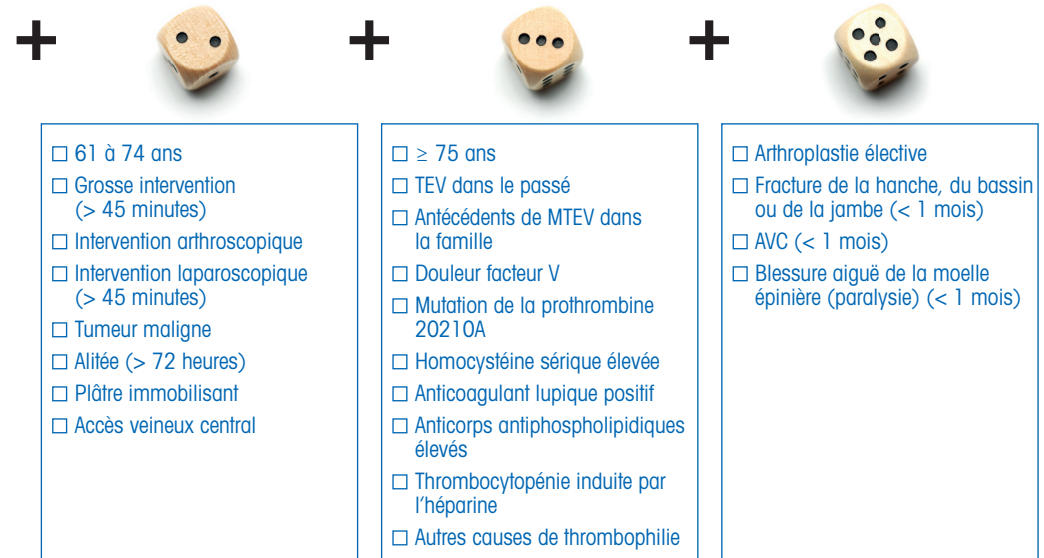 + + +
☐ 61 à 74 ans
☐ Grosse intervention
(> 45 minutes)
☐ Intervention arthroscopique
☐ Intervention laparoscopique
(> 45 minutes)
☐ Tumeur maligne
☐ Alitée (> 72 heures)
☐ Plâtre immobilisant
☐ Accès veineux central
☐ ≥ 75 ans
☐ TEV dans le passé
☐ Antécédents de MTEV dans
la famille
☐ Douleur facteur V
☐ Mutation de la prothrombine
20210A
☐ Homocystéine sérique élevée
☐ Anticoagulant lupique positif
☐ Anticorps antiphospholipidiques
élevés
☐ Thrombocytopénie induite par
l'héparine
☐ Autres causes de thrombophilie
☐ Arthroplastie élective
☐ Fracture de la hanche, du bassin
ou de la jambe (< 1 mois)
☐ AVC (< 1 mois)
☐ Blessure aiguë de la moelle
épinière (paralysie) (< 1 mois)